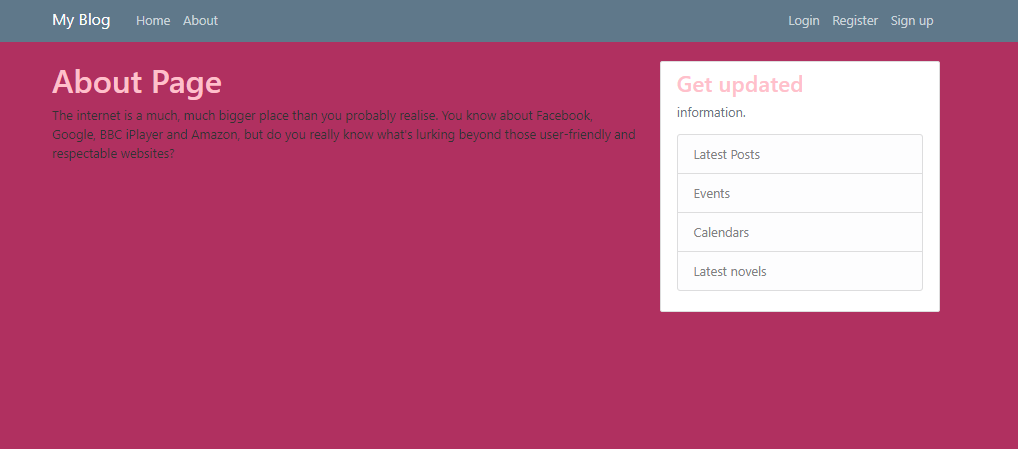 My Blog Home About Login Register Sign up
About Page
The internet is a much, much bigger place than you probably realise. You know about Facebook,
Google, BBC iPlayer and Amazon, but do you really know what's lurking beyond those user-friendly and
respectable websites?
Get updated
information.
Latest Posts
Events
Calendars
Latest novels